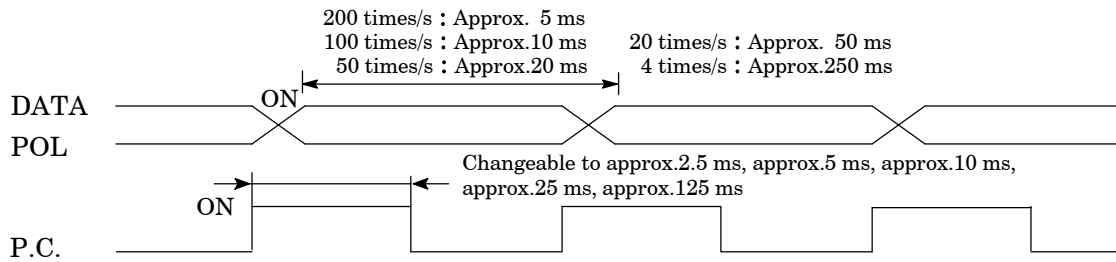 200 times/s : Approx. 5 ms
100 times/s : Approx.10 ms
50 times/s : Approx.20 ms
20 times/s : Approx. 50 ms
4 times/s : Approx.250 ms
ON
DATA
POL
Changeable to approx.2.5 ms, approx.5 ms, approx.10 ms,
approx.25 ms, approx.125 ms
ON
P.C.